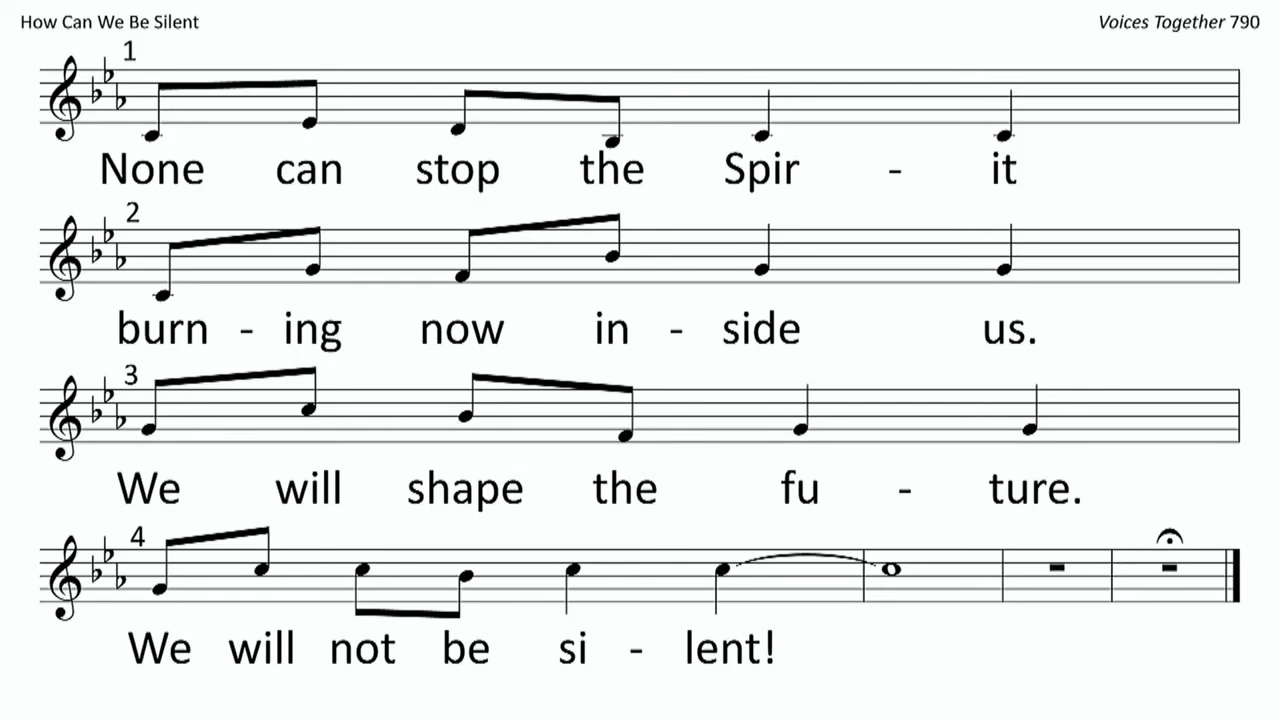 How Can We Be Silent
Voices Together 790
1
None can stop the Spir - it
2
burn - ing now in - side us.
3
We will shape the fu - ture.
4
We will not be si - lent!